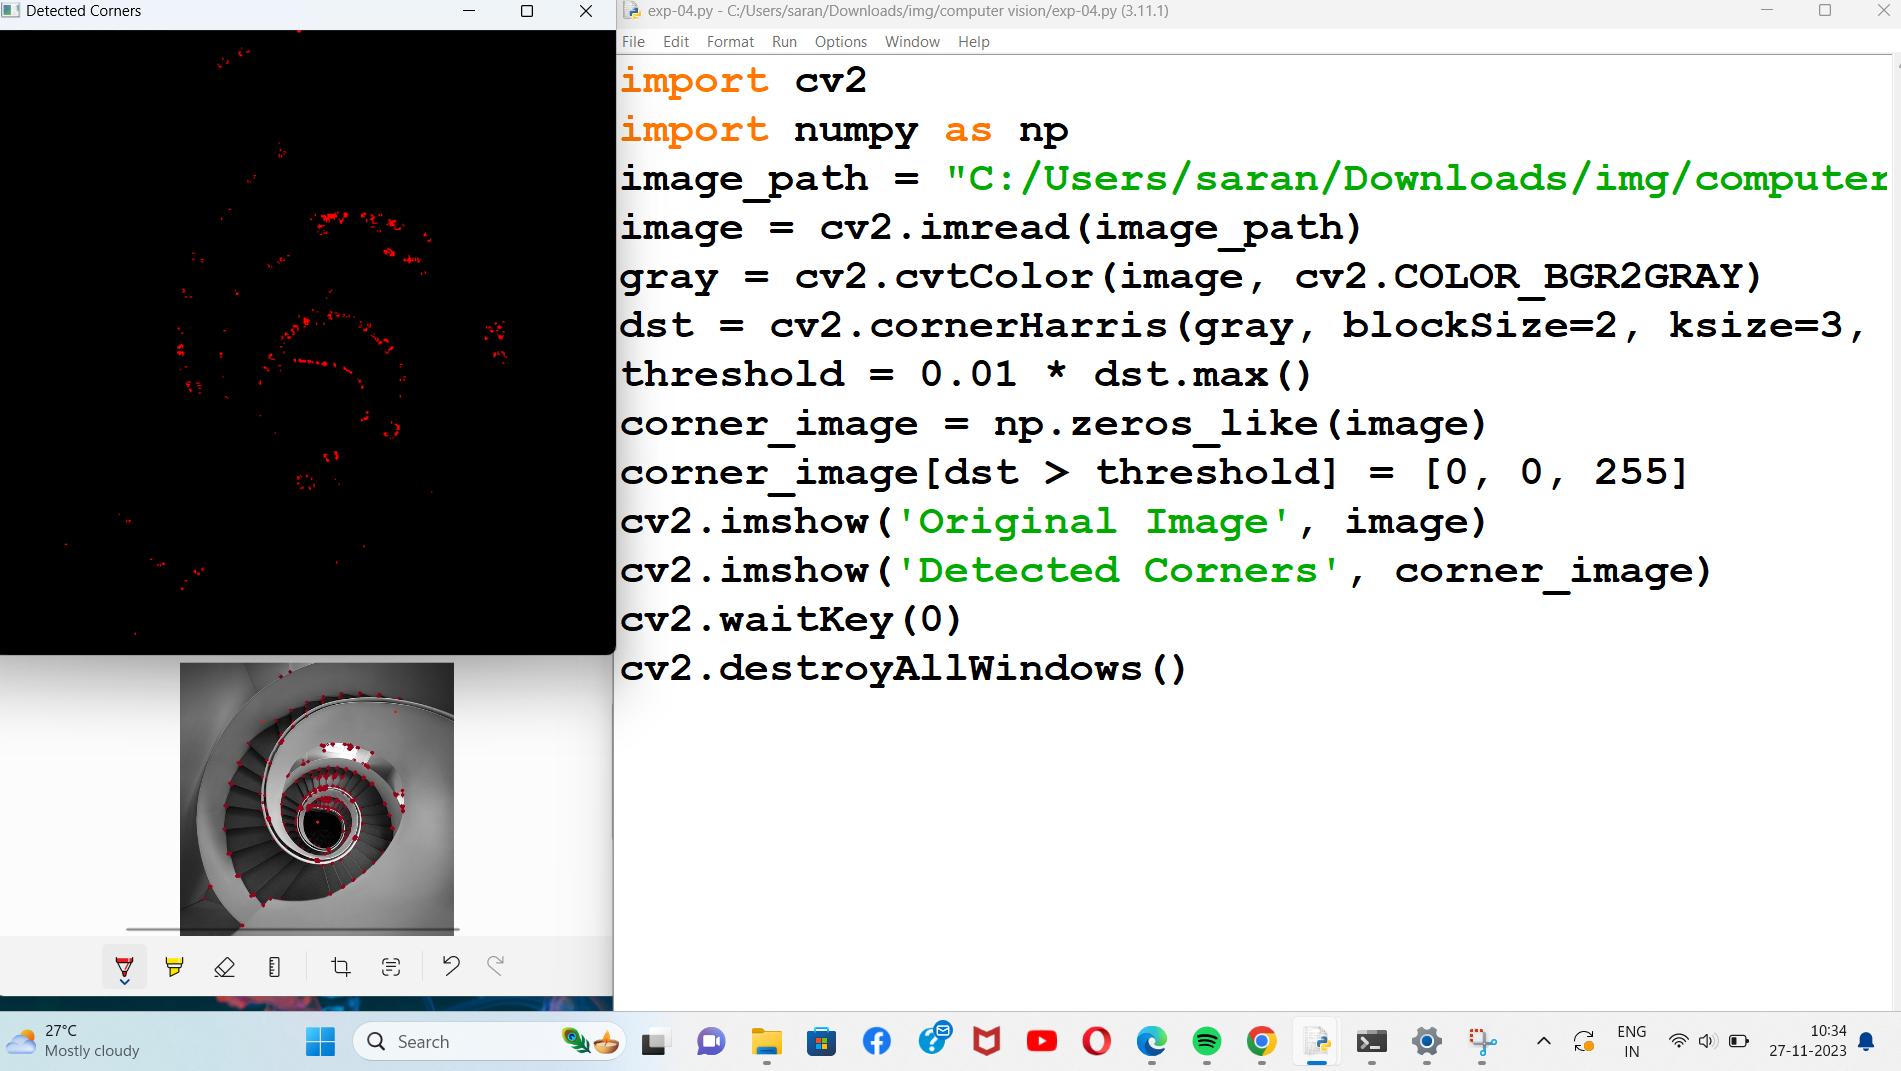 Detected Corners
exp-04.py - C:/Users/saran/Downloads/img/computer vision/exp-04.py (3.11.1)
File Edit Format Run Options Window Help
import cv2
import numpy as np
image_path = "C:/Users/saran/Downloads/img/computer
image = cv2.imread(image_path)
gray = cv2.cvtColor(image, cv2.COLOR_BGR2GRAY)
dst = cv2.cornerHarris(gray, blockSize=2, ksize=3,
threshold = 0.01 * dst.max()
corner_image = np.zeros_like(image)
corner_image[dst > threshold] = [0, 0, 255]
cv2.imshow('Original Image', image)
cv2.imshow('Detected Corners', corner_image)
cv2.waitKey(0)
cv2.destroyAllWindows()
27°C
Mostly cloudy
Search
ENG
IN
10:34
27-11-2023